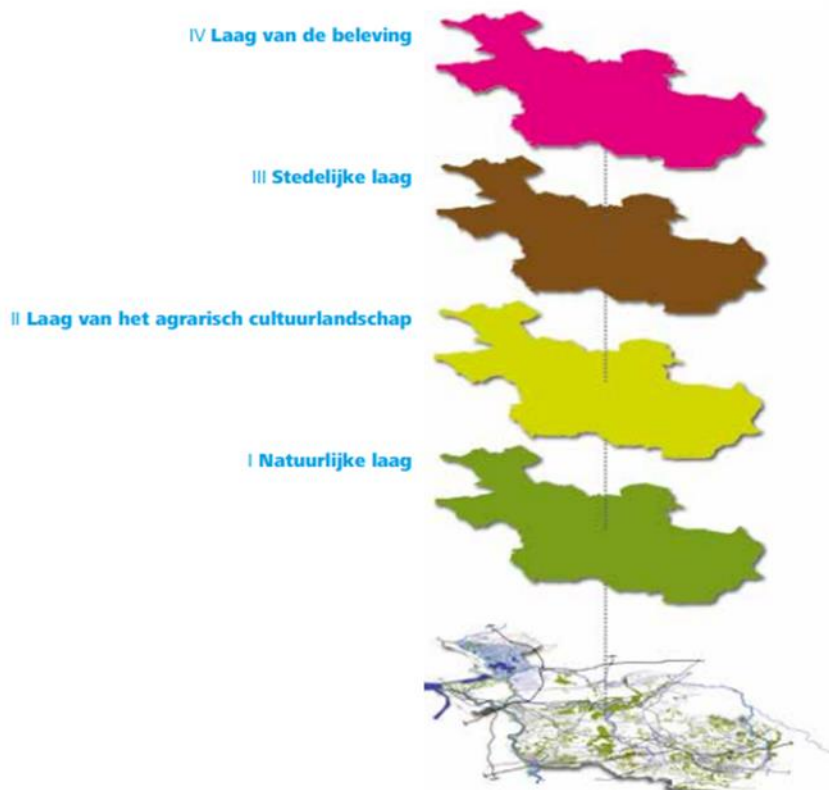 IV Laag van de beleving
III Stedelijke laag
II Laag van het agrarisch cultuurlandschap
I Natuurlijke laag